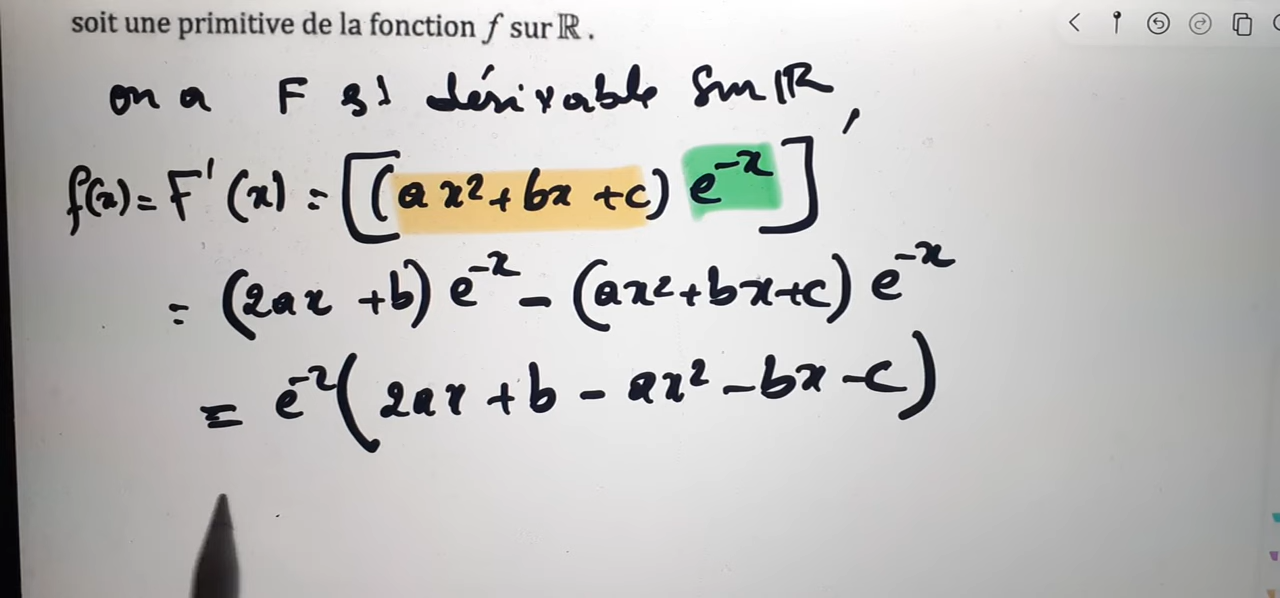 soit une primitive de la fonction f sur ℝ.
on a F est dérivable sur ℝ,
f(x) = F'(x) = [(ax²+bx+c) e⁻ˣ]'
= (2ax +b) e⁻ˣ - (ax²+bx+c) e⁻ˣ
= e⁻ˣ(2ax +b - ax² -bx -c)